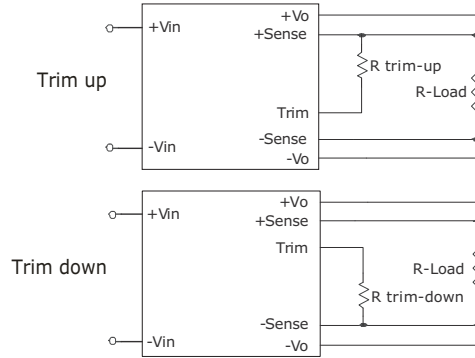 +Vo
+Vin
+Sense
R trim-up
Trim up
R-Load
Trim
-Sense
-Vin
-Vo
+Vo
+Vin
+Sense
Trim
Trim down
R-Load
R trim-down
-Sense
-Vin
-Vo